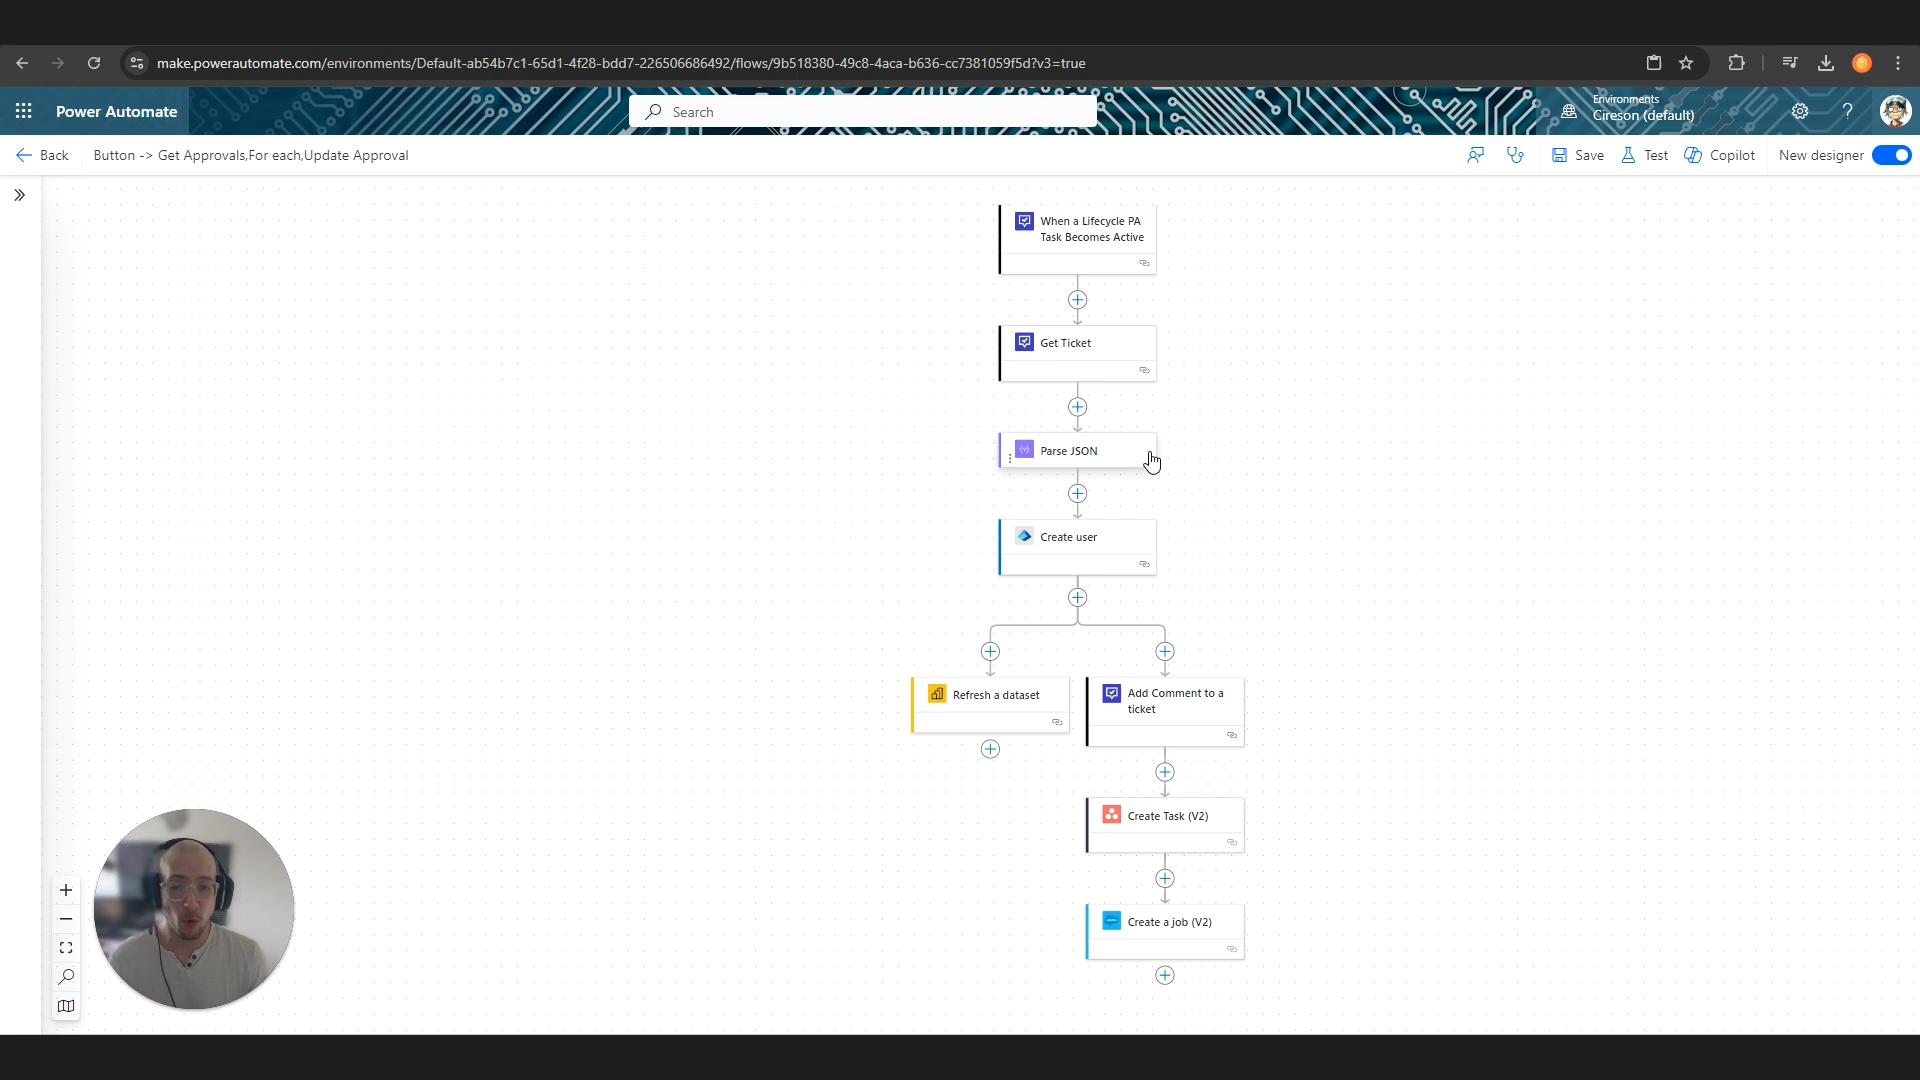 make.powerautomate.com/environments/Default-ab54b7c1-65d1-4f28-bdd7-226506686492/flows/9b518380-49c8-4aca-b636-cc7381059f5d?v3=true
Power Automate
Search
Environments
Cireson (default)
Back
Button -> Get Approvals,For each,Update Approval
Save
Test
Copilot
New designer
When a Lifecycle PA
Task Becomes Active
Get Ticket
Parse JSON
Create user
Refresh a dataset
Add Comment to a
ticket
Create Task (V2)
Create a job (V2)